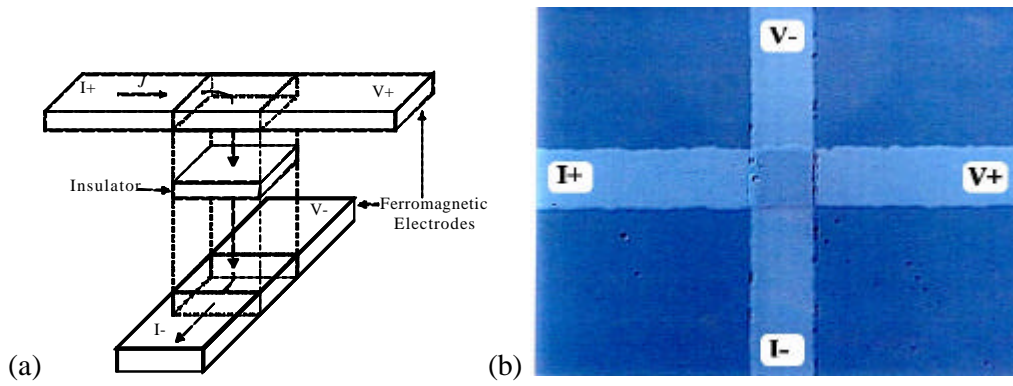 I+
J
V+
Insulator
V-
Ferromagnetic
Electrodes
I-
(a)
V-
I+
V+
I-
(b)